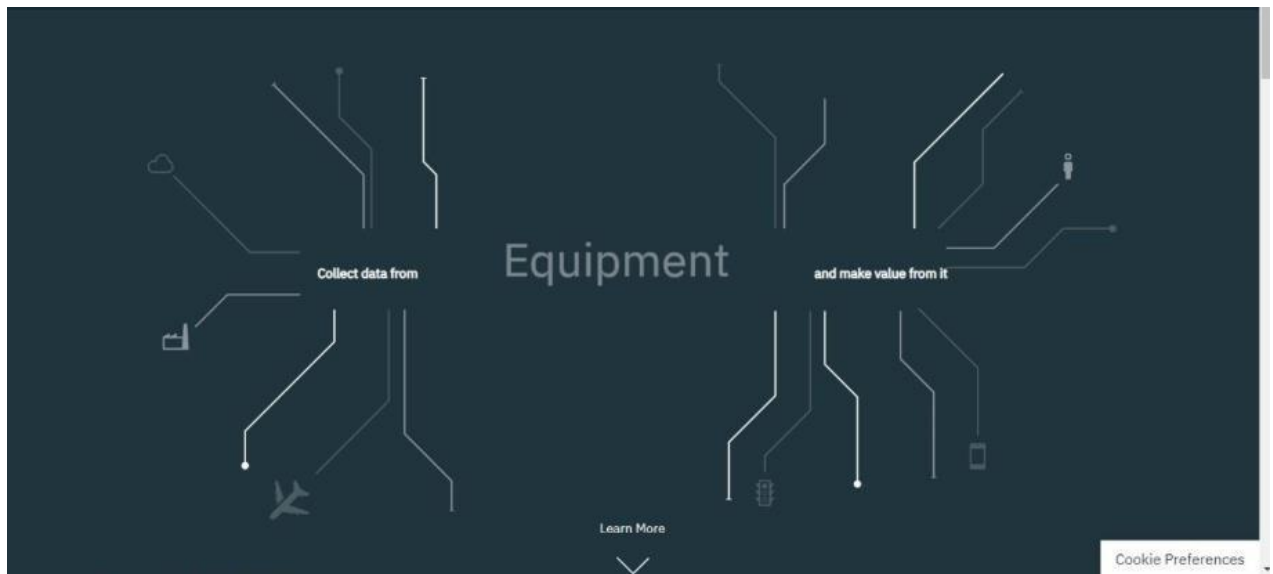 Collect data from
Equipment
and make value from it
Learn More
Cookie Preferences